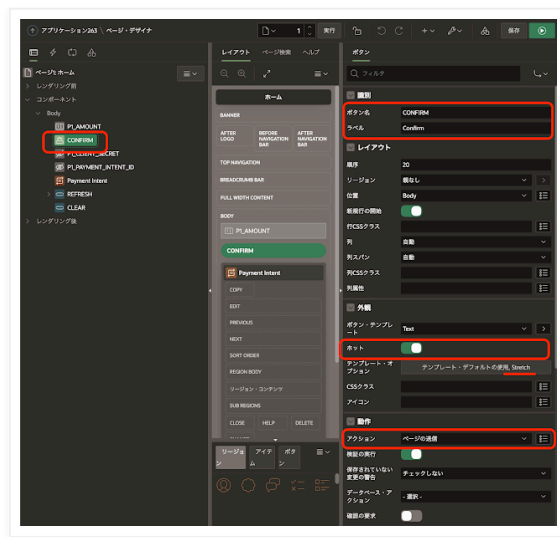 アプリケーション263 \ ページ・デザイナ
1
実行
保存
レイアウト ページ検索 ヘルプ
ボタン
ページ1: ホーム
レンダリング前
コンポーネント
Body
P1_AMOUNT
CONFIRM
P1_CLIENT_SECRET
P1_PAYMENT_INTENT_ID
Payment Intent
REFRESH
CLEAR
レンダリング後
ホーム
BANNER
AFTER LOGO
BEFORE NAVIGATION BAR
AFTER NAVIGATION BAR
TOP NAVIGATION
BREADCRUMB BAR
FULL WIDTH CONTENT
BODY
P1_AMOUNT
CONFIRM
Payment Intent
COPY
EDIT
PREVIOUS
NEXT
SORT ORDER
REGION BODY
リージョン・コンテンツ
SUB REGIONS
CLOSE HELP DELETE
リージョン
アイテム
ボタン
フィルタ
識別
ボタン名 CONFIRM
ラベル Confirm
レイアウト
順序 20
リージョン 親なし
位置 Body
新規行の開始
行CSSクラス
列 自動
列スパン 自動
列CSSクラス
列属性
外観
ボタン・テンプレート Text
ホット
テンプレート・オプション テンプレート・デフォルトの使用, Stretch
CSSクラス
アイコン
動作
アクション ページの送信
検証の実行
保存されていない変更の警告 チェックしない
データベース・アクション - 選択 -
確認の要求